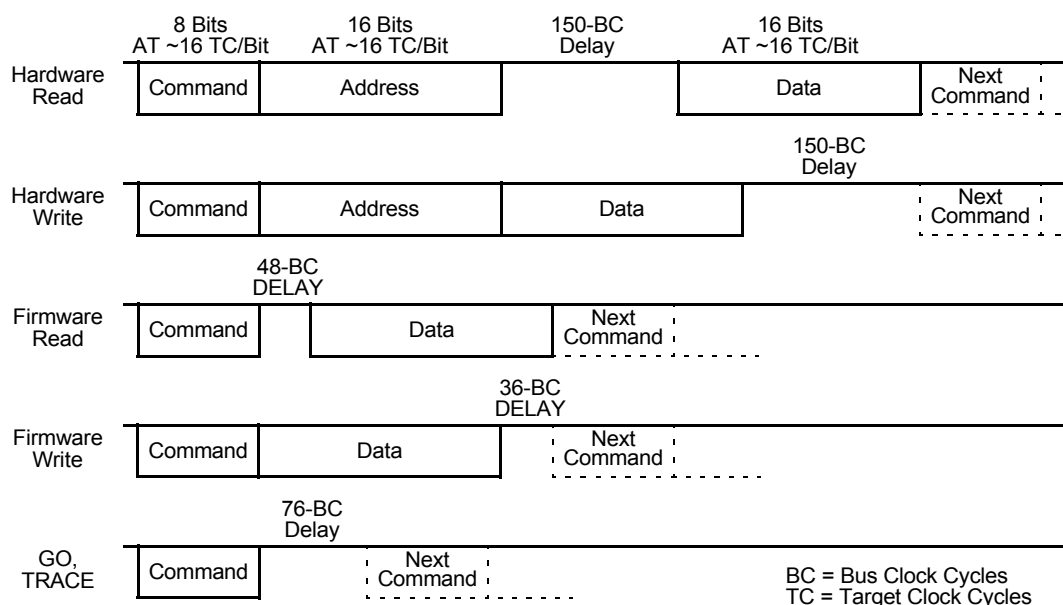 8 Bits
AT ~16 TC/Bit
16 Bits
AT ~16 TC/Bit
150-BC
Delay
16 Bits
AT ~16 TC/Bit
Hardware
Read
Command
Address
Data
Next
Command
150-BC
Delay
Hardware
Write
Command
Address
Data
Next
Command
48-BC
DELAY
Firmware
Read
Command
Data
Next
Command
36-BC
DELAY
Firmware
Write
Command
Data
Next
Command
76-BC
Delay
GO,
TRACE
Command
Next
Command
BC = Bus Clock Cycles
TC = Target Clock Cycles